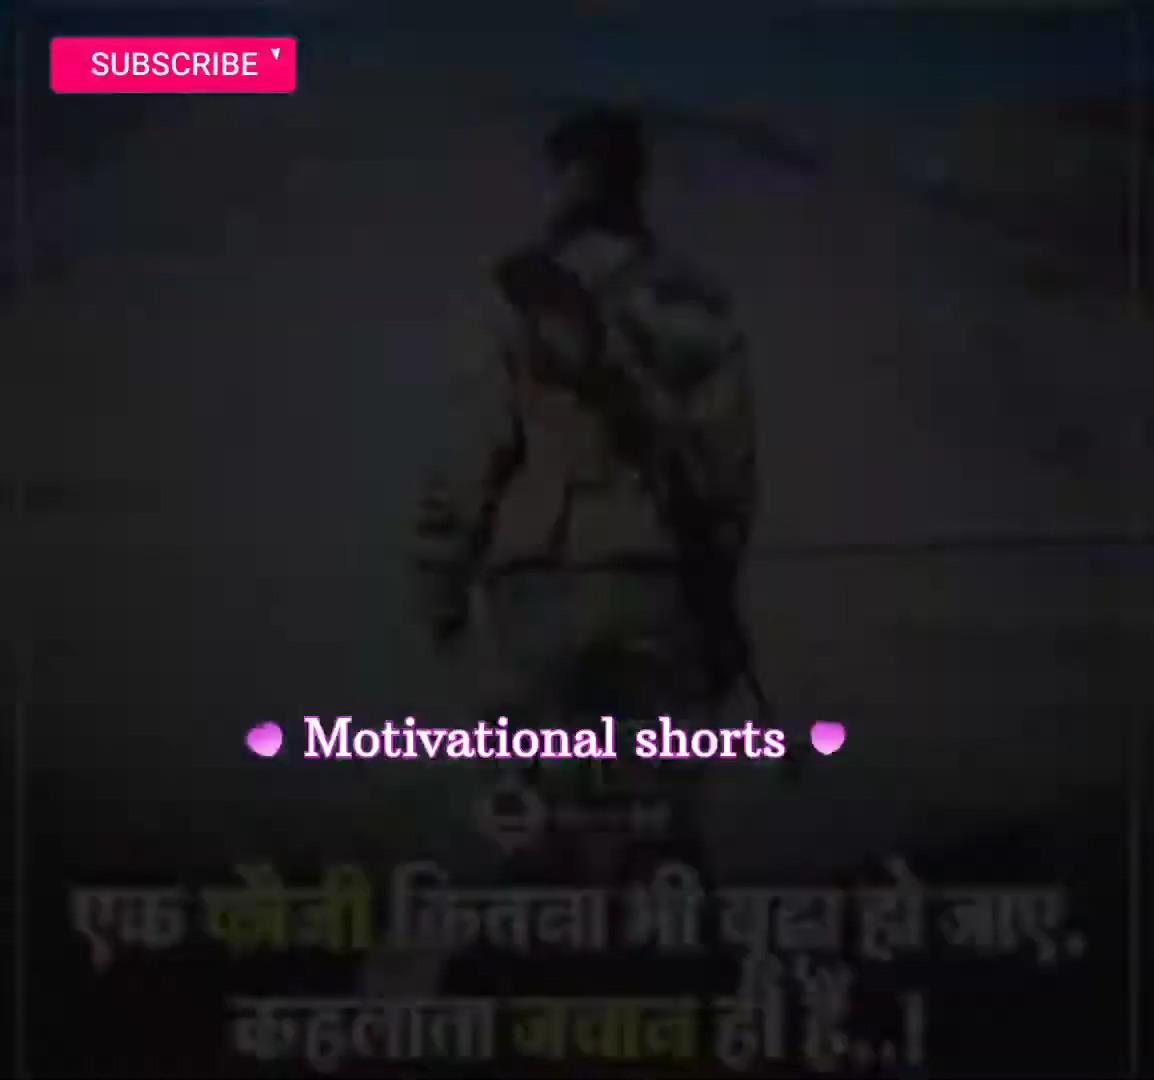 SUBSCRIBE
Motivational shorts
एक फौजी कितना भी बूढ़ा हो जाए,
कहलाता जवान ही है..।